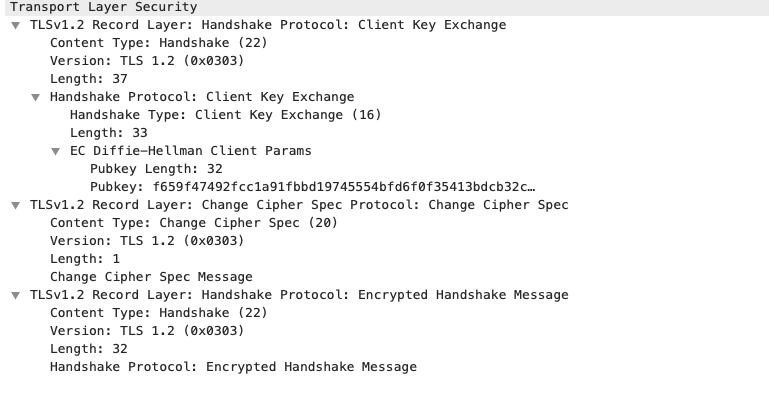 Transport Layer Security
TLSv1.2 Record Layer: Handshake Protocol: Client Key Exchange
Content Type: Handshake (22)
Version: TLS 1.2 (0x0303)
Length: 37
Handshake Protocol: Client Key Exchange
Handshake Type: Client Key Exchange (16)
Length: 33
EC Diffie-Hellman Client Params
Pubkey Length: 32
Pubkey: f659f47492fcc1a91fbbd19745554bfd6f0f35413bdcb32c…
TLSv1.2 Record Layer: Change Cipher Spec Protocol: Change Cipher Spec
Content Type: Change Cipher Spec (20)
Version: TLS 1.2 (0x0303)
Length: 1
Change Cipher Spec Message
TLSv1.2 Record Layer: Handshake Protocol: Encrypted Handshake Message
Content Type: Handshake (22)
Version: TLS 1.2 (0x0303)
Length: 32
Handshake Protocol: Encrypted Handshake Message